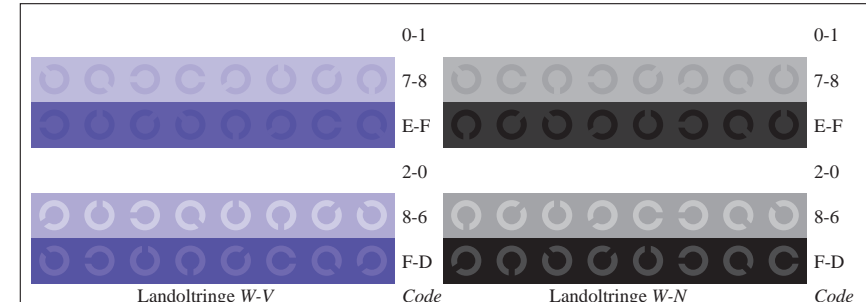 0-1 0-1
7-8 7-8
E-F E-F
2-0 2-0
8-6 8-6
F-D F-D
Landoltringe W-V Code Landoltringe W-N Code